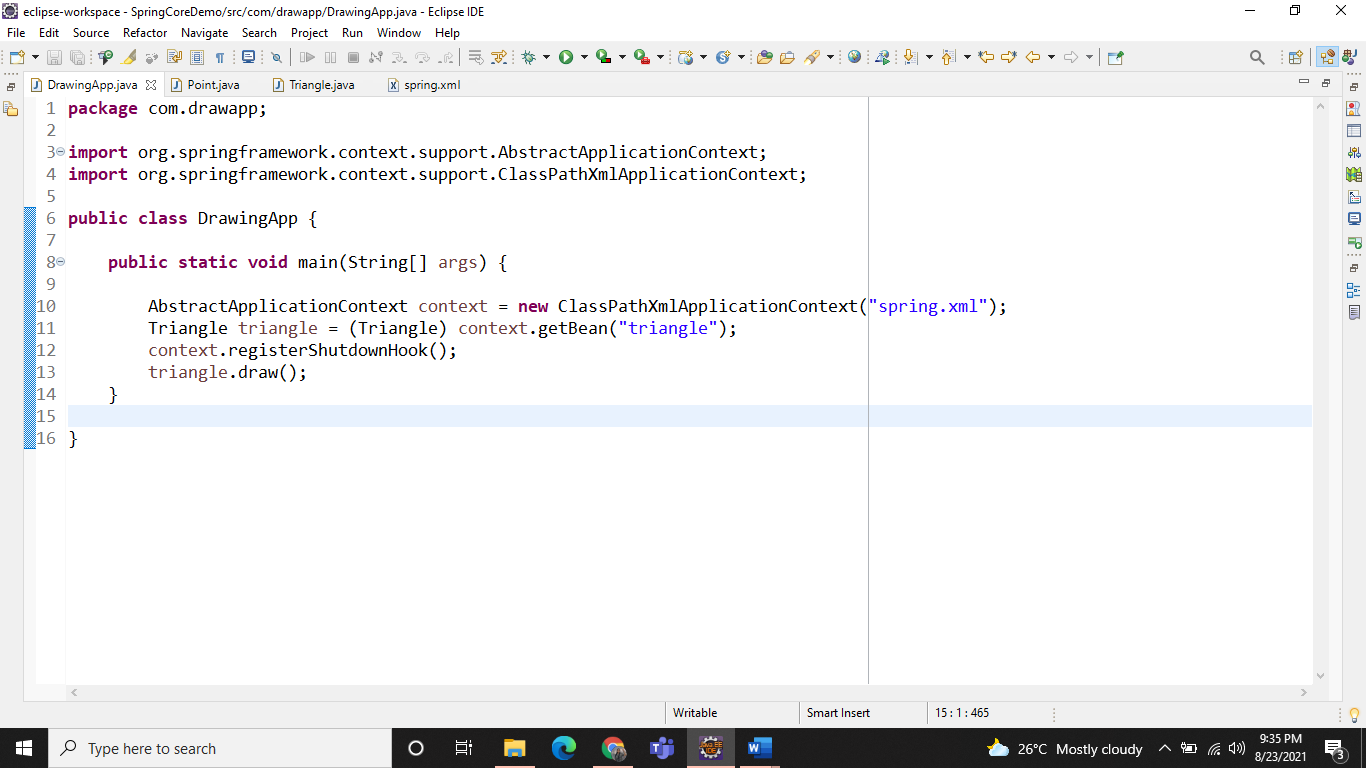 eclipse-workspace - SpringCoreDemo/src/com/drawapp/DrawingApp.java - Eclipse IDE
File Edit Source Refactor Navigate Search Project Run Window Help
DrawingApp.java Point.java Triangle.java spring.xml
1 package com.drawapp;
2
3 import org.springframework.context.support.AbstractApplicationContext;
4 import org.springframework.context.support.ClassPathXmlApplicationContext;
5
6 public class DrawingApp {
7
8 public static void main(String[] args) {
9
10 AbstractApplicationContext context = new ClassPathXmlApplicationContext("spring.xml");
11 Triangle triangle = (Triangle) context.getBean("triangle");
12 context.registerShutdownHook();
13 triangle.draw();
14 }
15
16 }
Writable Smart Insert 15 : 1 : 465
Type here to search
26°C Mostly cloudy
9:35 PM
8/23/2021
3